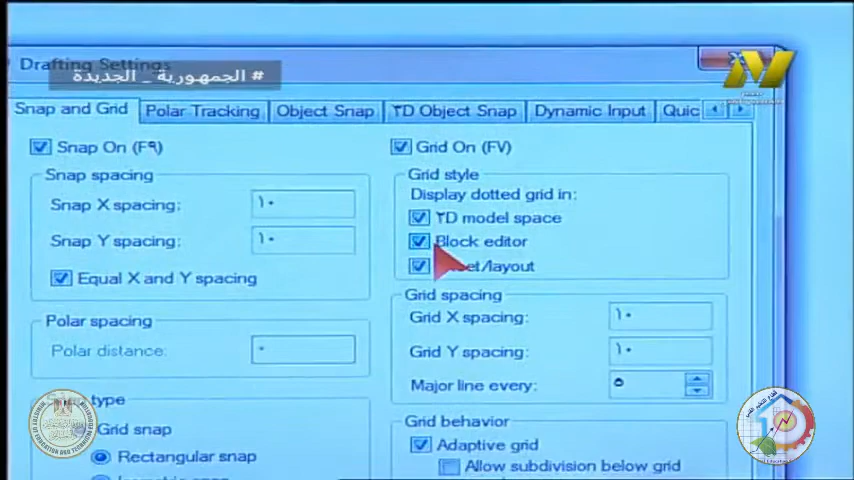 Drafting Settings
# الجمهورية _ الجديدة
Snap and Grid
Polar Tracking
Object Snap
٣D Object Snap
Dynamic Input
Quic
Snap On (F٩)
Snap spacing
Snap X spacing: ١٠
Snap Y spacing: ١٠
Equal X and Y spacing
Polar spacing
Polar distance: ٠
type
Grid snap
Rectangular snap
Grid On (F٧)
Grid style
Display dotted grid in:
٢D model space
Block editor
et/layout
Grid spacing
Grid X spacing: ١٠
Grid Y spacing: ١٠
Major line every: ٥
Grid behavior
Adaptive grid
Allow subdivision below grid